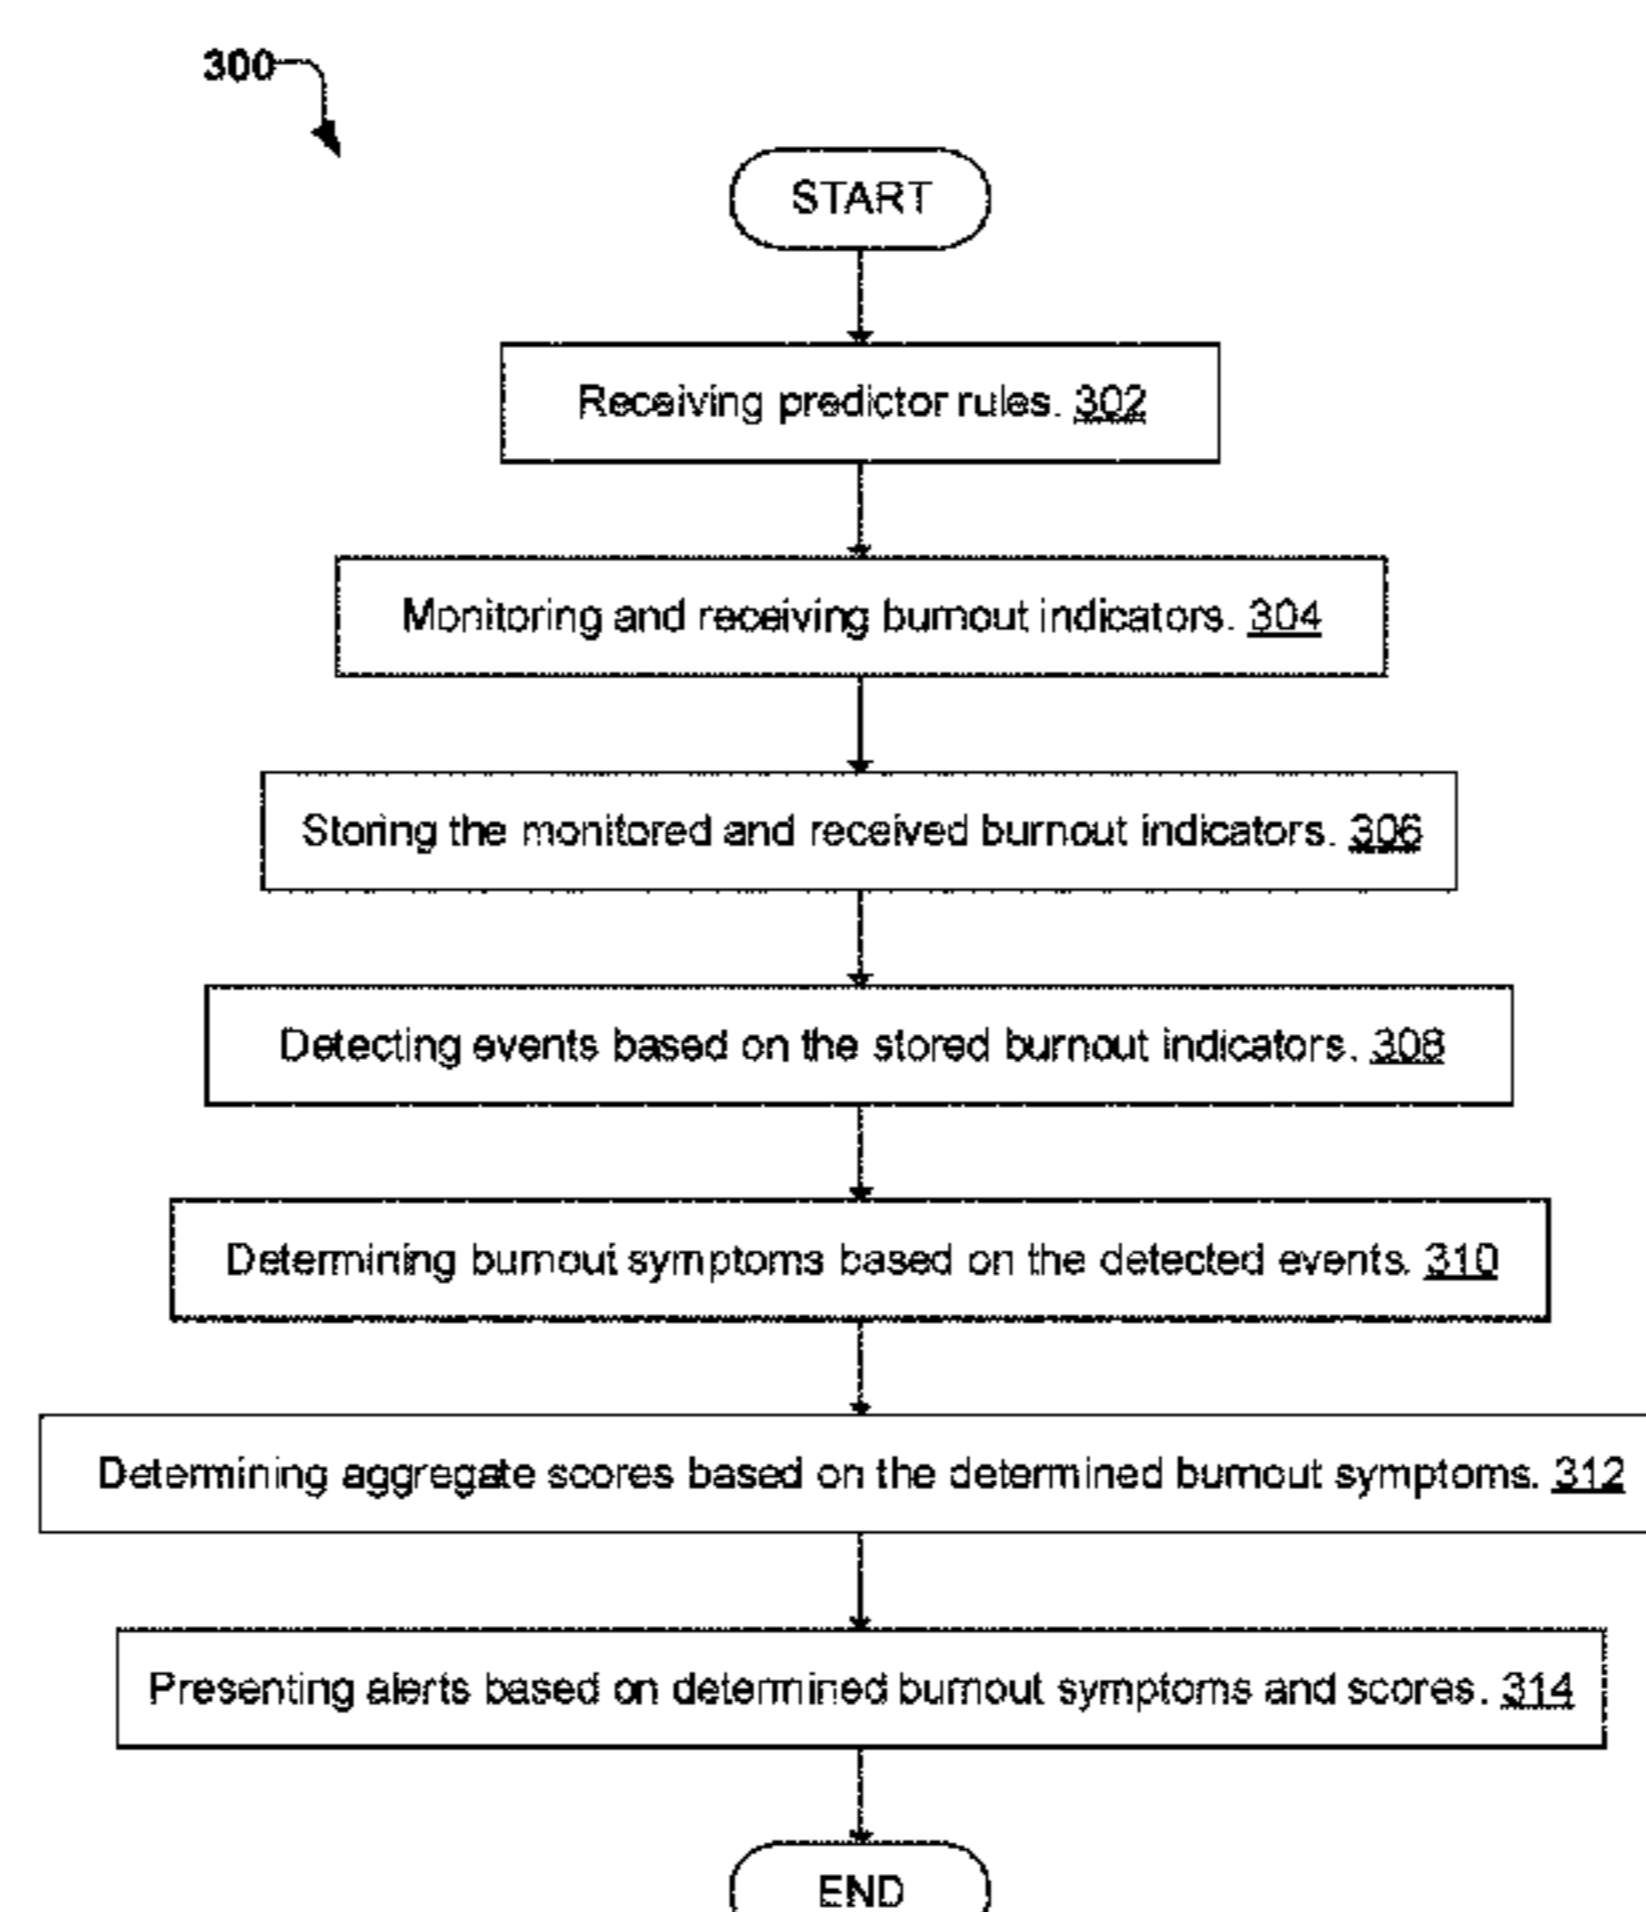 300
START
Receiving predictor rules. 302
Monitoring and receiving burnout indicators. 304
Storing the monitored and received burnout indicators. 306
Detecting events based on the stored burnout indicators. 308
Determining burnout symptoms based on the detected events. 310
Determining aggregate scores based on the determined burnout symptoms. 312
Presenting alerts based on determined burnout symptoms and scores. 314
END